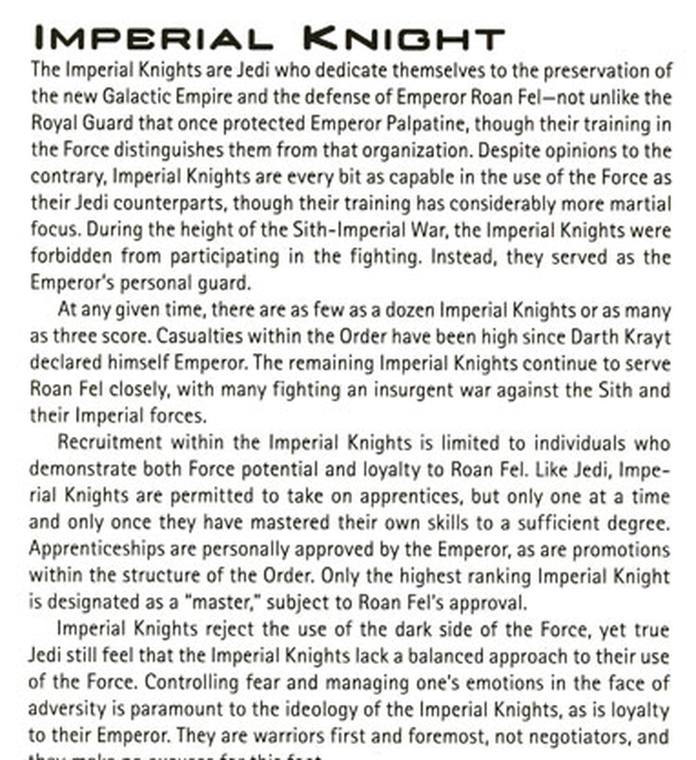 IMPERIAL KNIGHT
The Imperial Knights are Jedi who dedicate themselves to the preservation of
the new Galactic Empire and the defense of Emperor Roan Fel—not unlike the
Royal Guard that once protected Emperor Palpatine, though their training in
the Force distinguishes them from that organization. Despite opinions to the
contrary, Imperial Knights are every bit as capable in the use of the Force as
their Jedi counterparts, though their training has considerably more martial
focus. During the height of the Sith-Imperial War, the Imperial Knights were
forbidden from participating in the fighting. Instead, they served as the
Emperor's personal guard.
At any given time, there are as few as a dozen Imperial Knights or as many
as three score. Casualties within the Order have been high since Darth Krayt
declared himself Emperor. The remaining Imperial Knights continue to serve
Roan Fel closely, with many fighting an insurgent war against the Sith and
their Imperial forces.
Recruitment within the Imperial Knights is limited to individuals who
demonstrate both Force potential and loyalty to Roan Fel. Like Jedi, Impe-
rial Knights are permitted to take on apprentices, but only one at a time
and only once they have mastered their own skills to a sufficient degree.
Apprenticeships are personally approved by the Emperor, as are promotions
within the structure of the Order. Only the highest ranking Imperial Knight
is designated as a "master," subject to Roan Fel's approval.
Imperial Knights reject the use of the dark side of the Force, yet true
Jedi still feel that the Imperial Knights lack a balanced approach to their use
of the Force. Controlling fear and managing one's emotions in the face of
adversity is paramount to the ideology of the Imperial Knights, as is loyalty
to their Emperor. They are warriors first and foremost, not negotiators, and
they make no excuses for this fact.